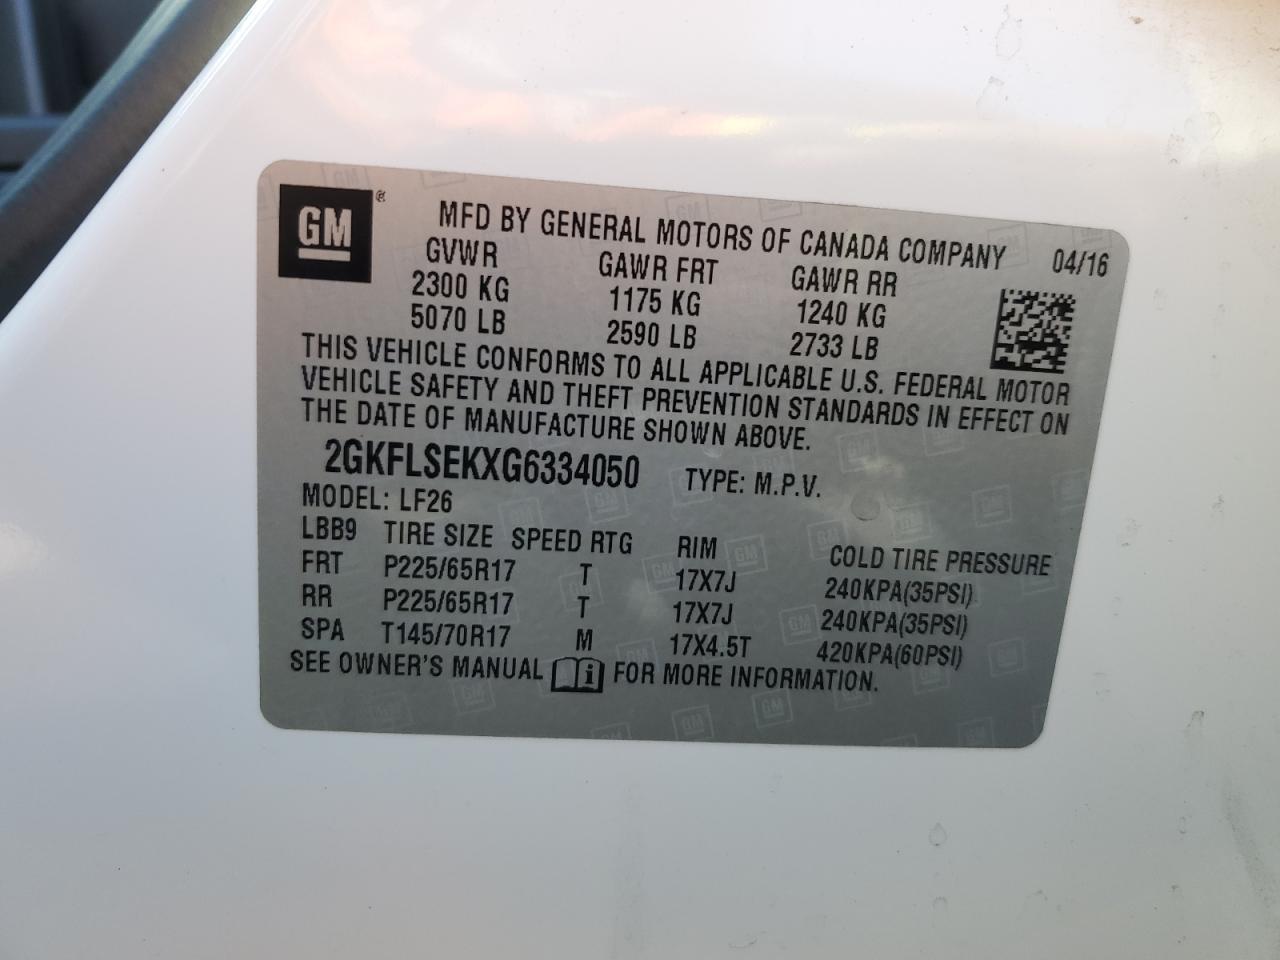 GM
MFD BY GENERAL MOTORS OF CANADA COMPANY 04/16
GVWR GAWR FRT GAWR RR
2300 KG 1175 KG 1240 KG
5070 LB 2590 LB 2733 LB
THIS VEHICLE CONFORMS TO ALL APPLICABLE U.S. FEDERAL MOTOR
VEHICLE SAFETY AND THEFT PREVENTION STANDARDS IN EFFECT ON
THE DATE OF MANUFACTURE SHOWN ABOVE.
2GKFLSEKXG6334050 TYPE: M.P.V.
MODEL: LF26
LBB9 TIRE SIZE SPEED RTG RIM COLD TIRE PRESSURE
FRT P225/65R17 T 17X7J 240KPA(35PSI)
RR P225/65R17 T 17X7J 240KPA(35PSI)
SPA T145/70R17 M 17X4.5T 420KPA(60PSI)
SEE OWNER'S MANUAL i FOR MORE INFORMATION.